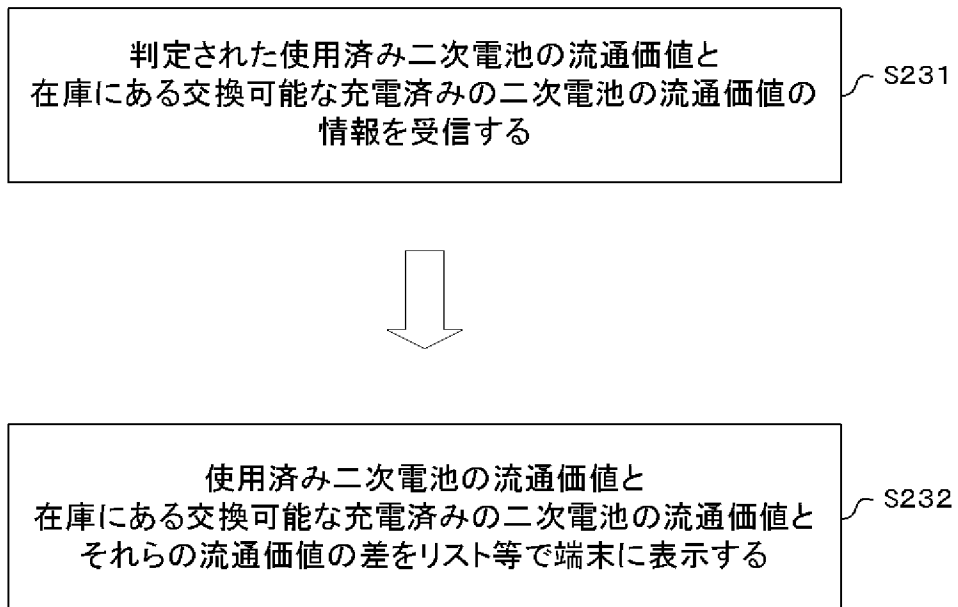 判定された使用済み二次電池の流通価値と
在庫にある交換可能な充電済みの二次電池の流通価値の
情報を受信する
S231
使用済み二次電池の流通価値と
在庫にある交換可能な充電済みの二次電池の流通価値と
それらの流通価値の差をリスト等で端末に表示する
S232